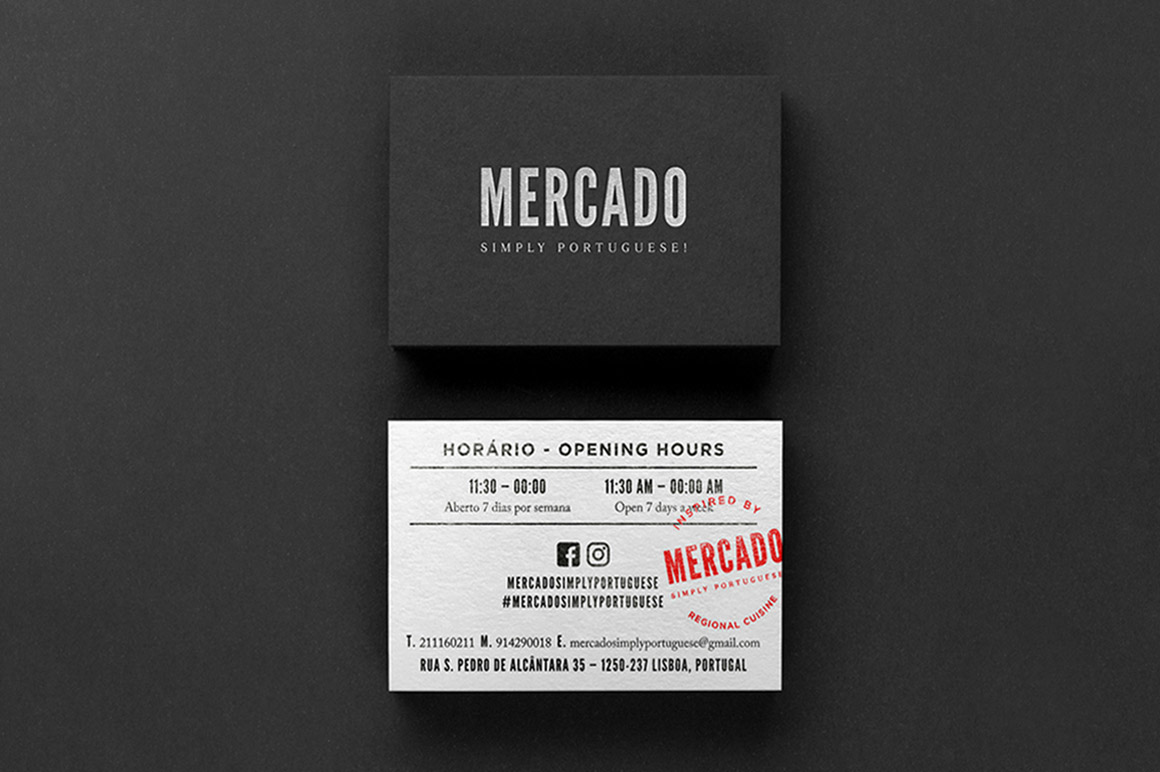 MERCADO
SIMPLY PORTUGUESE!
HORÁRIO - OPENING HOURS
11:30 – 00:00
11:30 AM – 00:00 AM
Aberto 7 dias por semana
Open 7 days a week
INSPIRED BY
MERCADO
SIMPLY PORTUGUESE
REGIONAL CUISINE
MERCADOSIMPLYPORTUGUESE
#MERCADOSIMPLYPORTUGUESE
T. 211160211 M. 914290018 E. mercadosimplyportuguese@gmail.com
RUA S. PEDRO DE ALCÂNTARA 35 – 1250-237 LISBOA, PORTUGAL